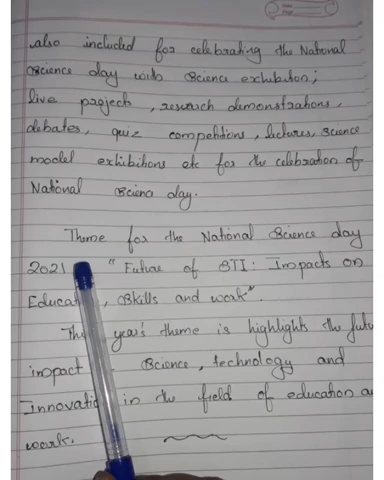 also included for celebrating the National
Science day with Science exhibition;
live project, research demonstrations,
debates, quiz competitions, lectures, science
model exhibitions etc for the celebration of
National Science day.
Theme for the National Science day
2021 "Future of STI: Impacts on
Educat , Skills and work".
Th year's theme is highlights the futu
impact Science, technology and
Innovati in the field of education a
work.